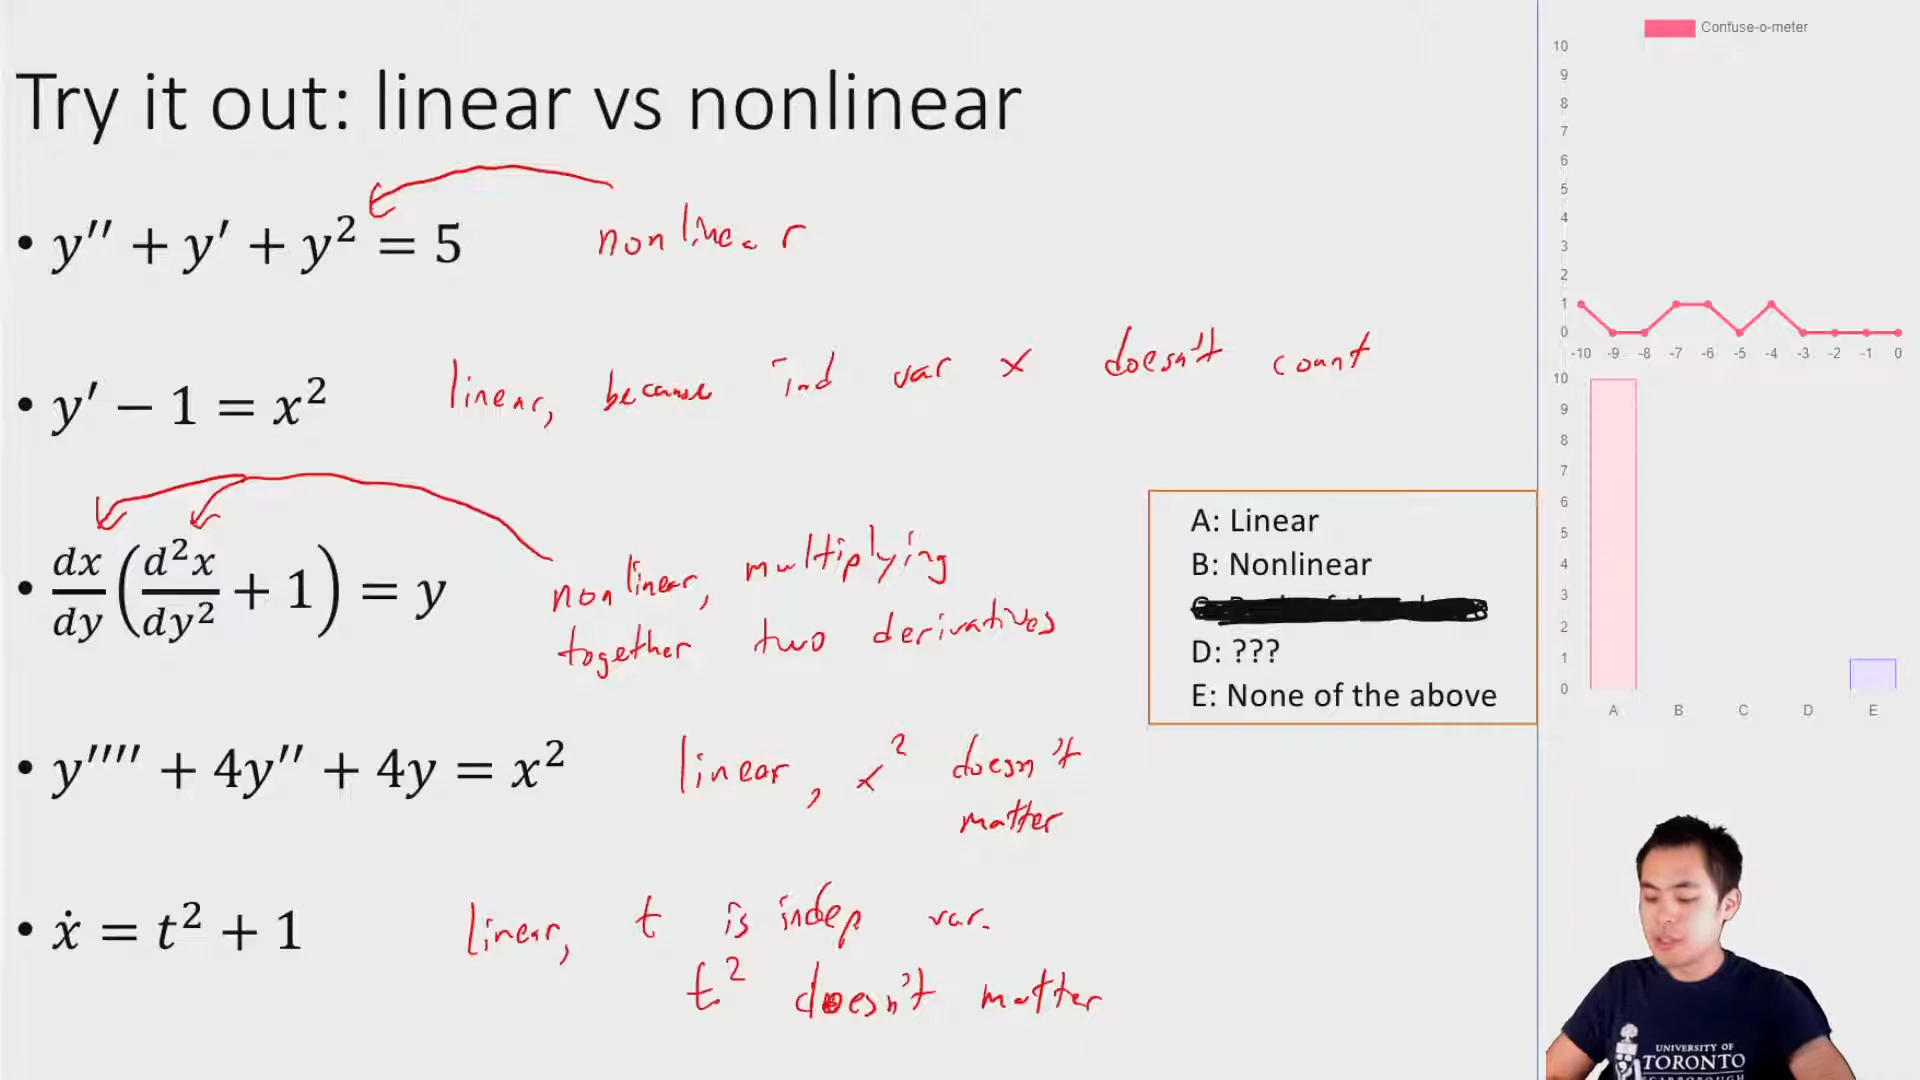 Try it out: linear vs nonlinear
• y′′ + y′ + y² = 5
nonlinear
• y′ − 1 = x²
linear, because ind var x doesn't count
• dx/dy (d²x/dy² + 1) = y
nonlinear, multiplying
together two derivatives
• y′′′′ + 4y′′ + 4y = x²
linear, x² doesn't
matter
• ẋ = t² + 1
linear, t is indep var.
t² doesn't matter
A: Linear
B: Nonlinear
D: ???
E: None of the above
Confuse-o-meter
10
9
8
7
6
5
4
3
2
1
0
-10 -9 -8 -7 -6 -5 -4 -3 -2 -1 0
10
9
8
7
6
5
4
3
2
1
0
A B C D E
UNIVERSITY OF
TORONTO